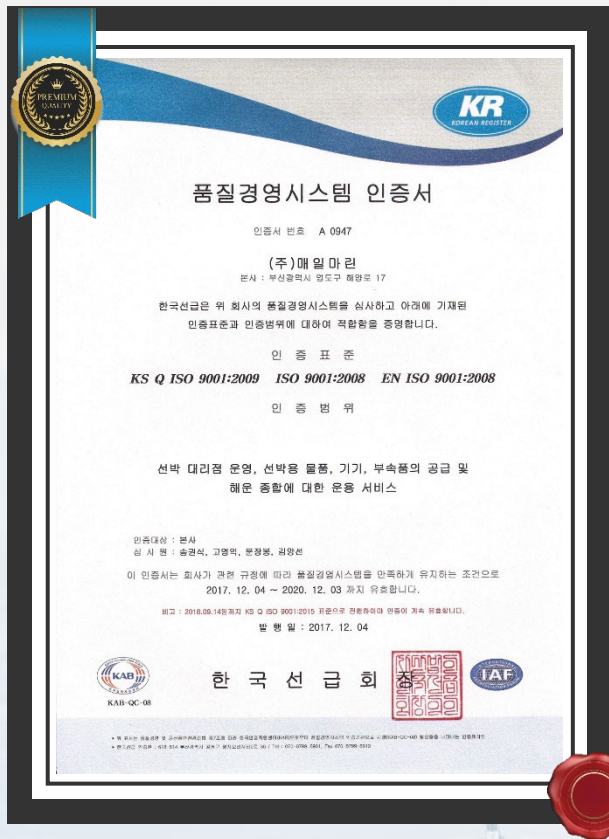 PREMIUM
QUALITY
KR
KOREAN REGISTER
품질경영시스템 인증서
인증서 번호 A 0947
(주)매일마린
본사 : 부산광역시 영도구 해양로 17
한국선급은 위 회사의 품질경영시스템을 심사하고 아래에 기재된
인증표준과 인증범위에 대하여 적합함을 증명합니다.
인 증 표 준
KS Q ISO 9001:2009 ISO 9001:2008 EN ISO 9001:2008
인 증 범 위
선박 대리점 운영, 선박용 물품, 기기, 부속품의 공급 및
해운 종합에 대한 운용 서비스
인증대상 : 본사
심 사 원 : 송권식, 고영억, 문정봉, 김양선
이 인증서는 회사가 관련 규정에 따리 품질경영시스템을 만족하게 유지하는 조건으로
2017. 12. 04 ~ 2020. 12. 03 까지 유효합니다.
비고 : 2018.09.14일까지 KS Q ISO 9001:2015 표준으로 전환하여야 인증이 계속 유효합니다.
발 행 일 : 2017. 12. 04
KAB
KAB-QC-08
한 국 선 급 회 장
IAF